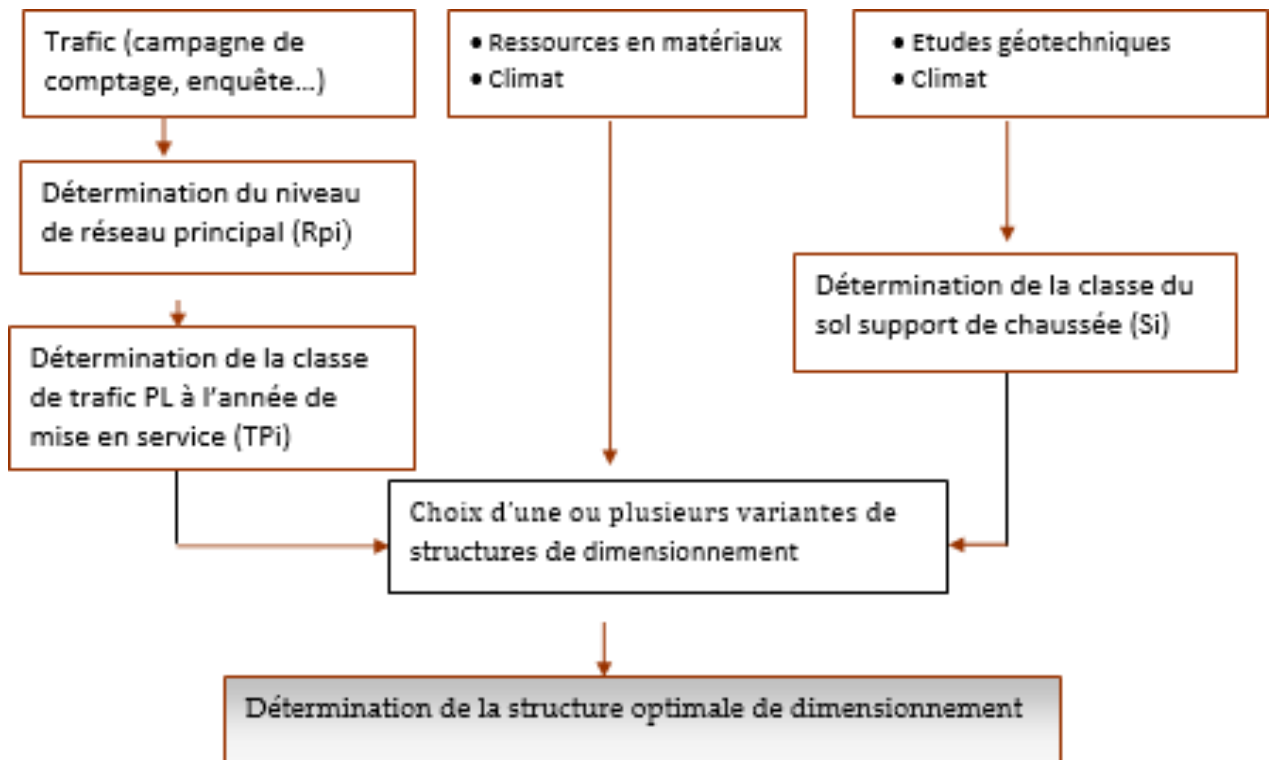 Trafic (campagne de
comptage, enquête...)
• Ressources en matériaux
• Climat
• Etudes géotechniques
• Climat
Détermination du niveau
de réseau principal (Rpi)
Détermination de la classe du
sol support de chaussée (Si)
Détermination de la classe
de trafic PL à l'année de
mise en service (TPi)
Choix d'une ou plusieurs variantes de
structures de dimensionnement
Détermination de la structure optimale de dimensionnement